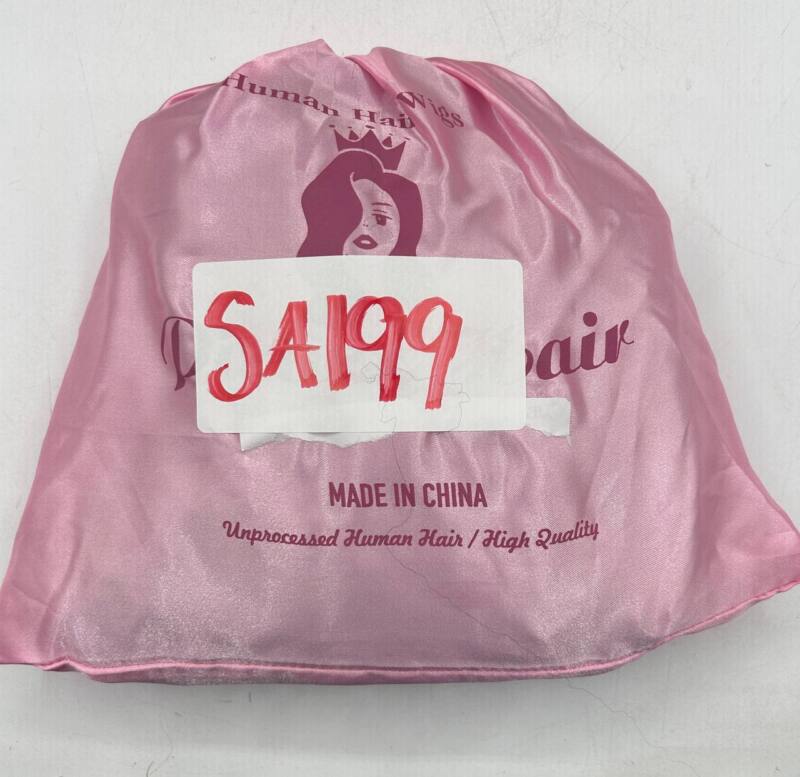 Human Hair Wigs
SA199
MADE IN CHINA
Unprocessed Human Hair / High Quality